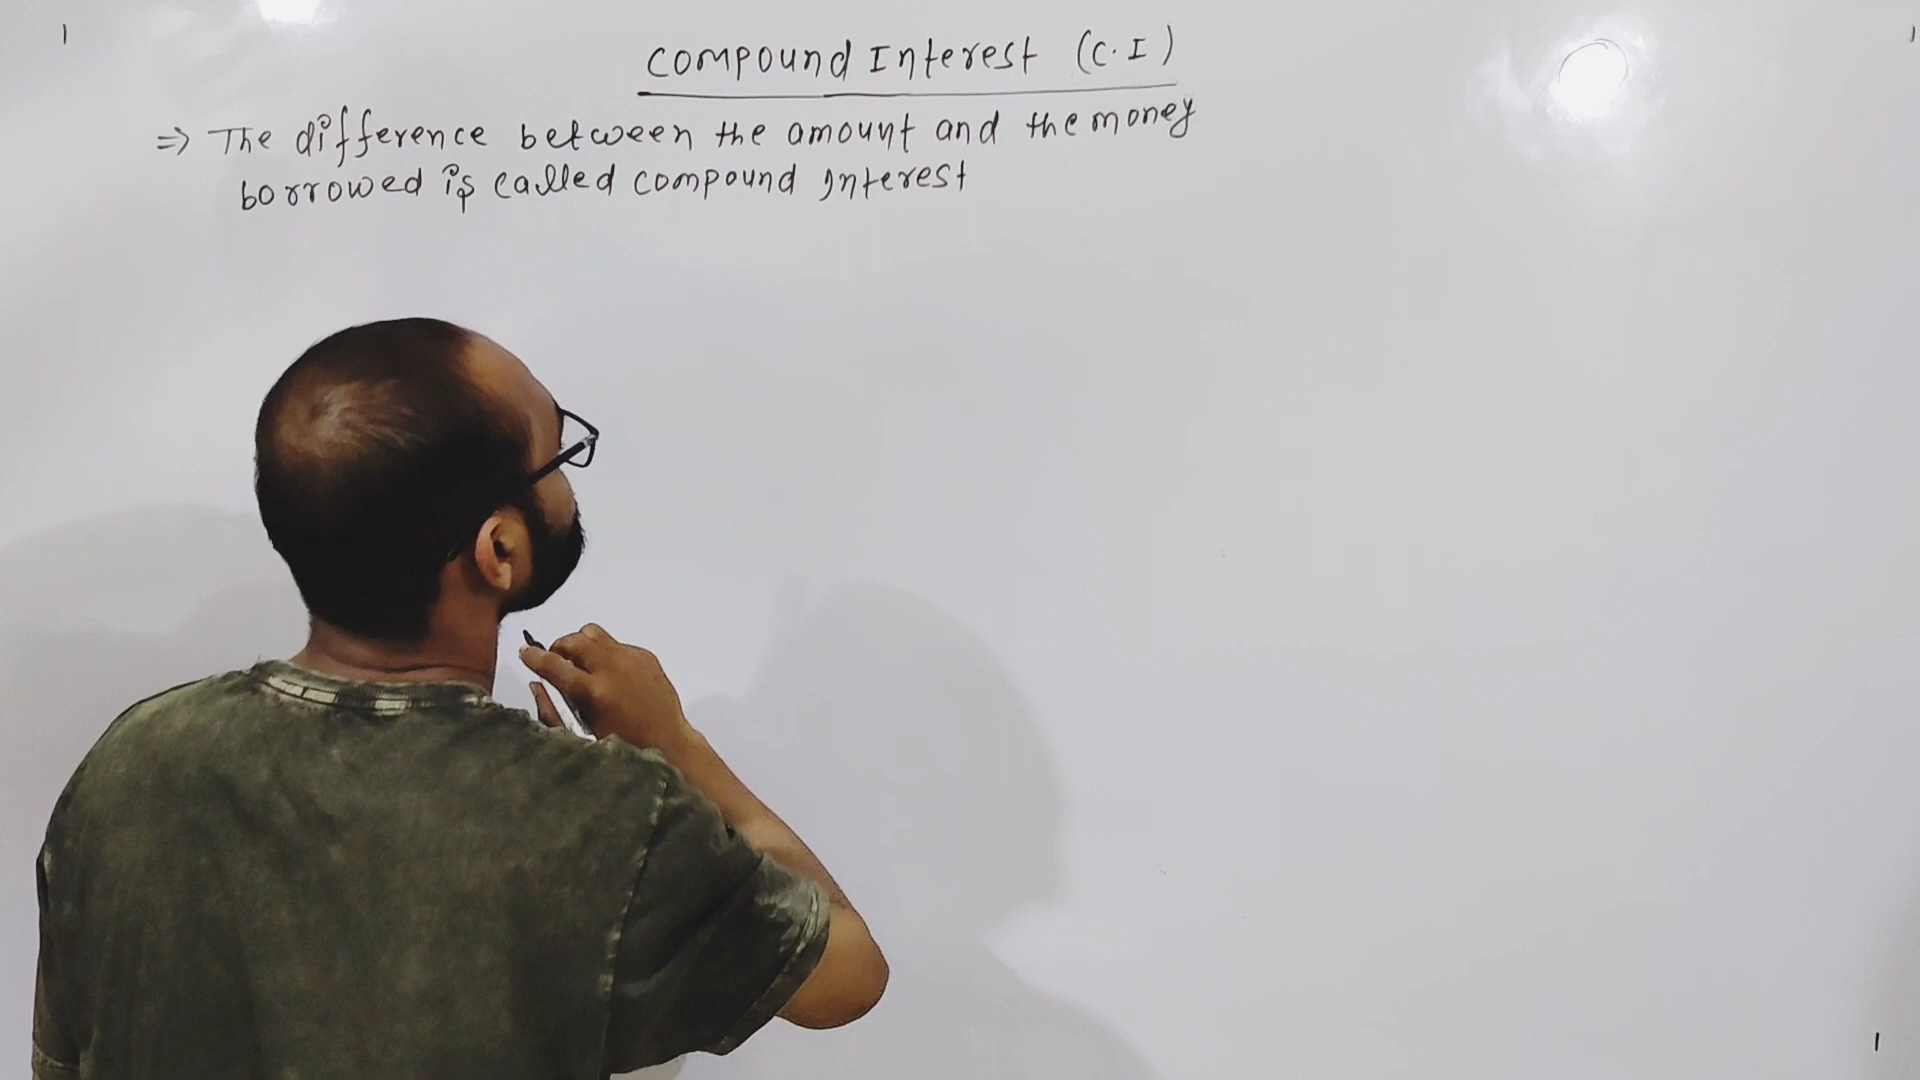 Compound Interest (C.I)
⇒ The difference between the amount and the money
borrowed is called compound Interest